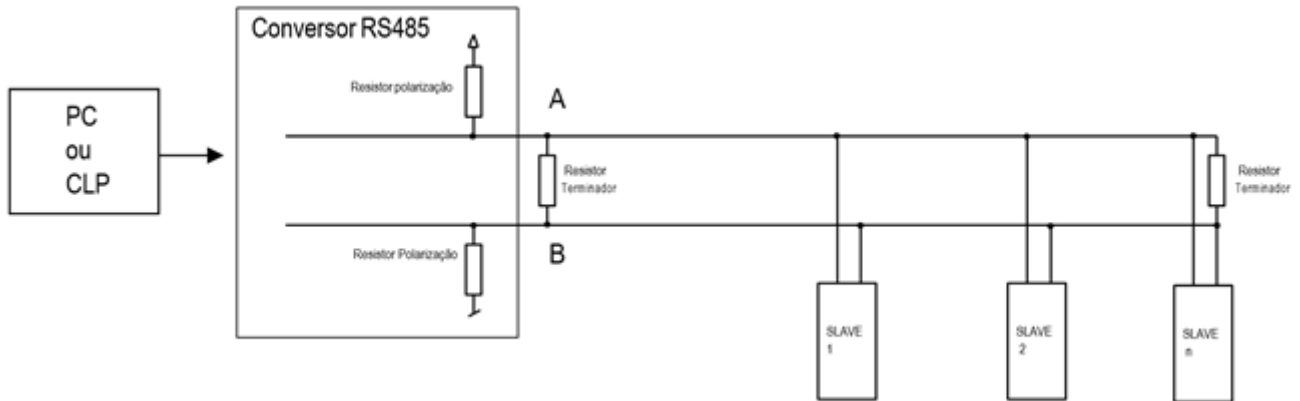 Conversor RS485
Resistor polarização
PC
ou
CLP
A
Resistor
Terminador
Resistor
Terminador
Resistor Polarização
B
SLAVE
1
SLAVE
2
SLAVE
n